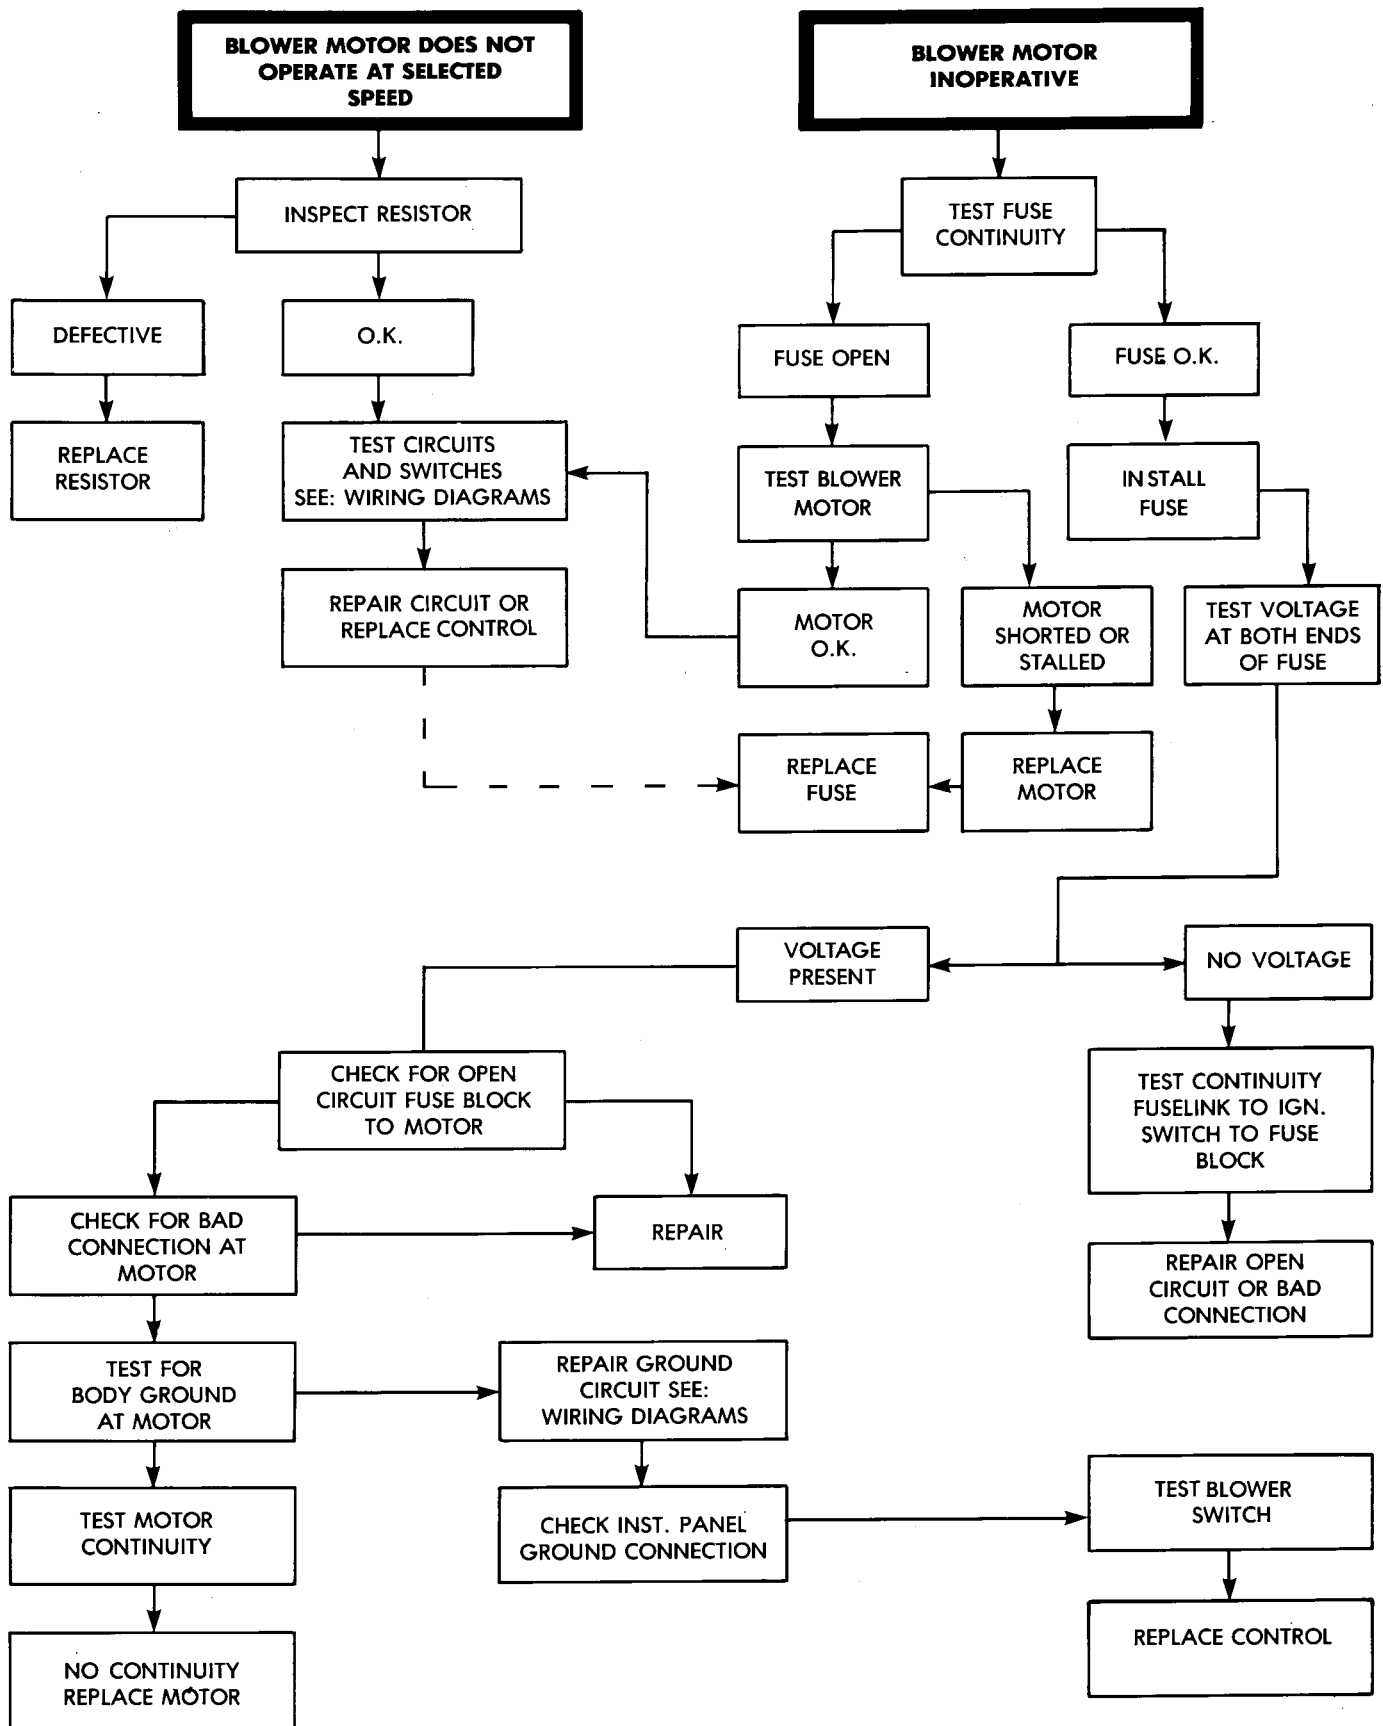 BLOWER MOTOR DOES NOT
OPERATE AT SELECTED
SPEED
BLOWER MOTOR
INOPERATIVE
INSPECT RESISTOR
TEST FUSE
CONTINUITY
DEFECTIVE
O.K.
FUSE OPEN
FUSE O.K.
REPLACE
RESISTOR
TEST CIRCUITS
AND SWITCHES
SEE: WIRING DIAGRAMS
TEST BLOWER
MOTOR
INSTALL
FUSE
REPAIR CIRCUIT OR
REPLACE CONTROL
MOTOR
O.K.
MOTOR
SHORTED OR
STALLED
TEST VOLTAGE
AT BOTH ENDS
OF FUSE
REPLACE
FUSE
REPLACE
MOTOR
VOLTAGE
PRESENT
NO VOLTAGE
CHECK FOR OPEN
CIRCUIT FUSE BLOCK
TO MOTOR
TEST CONTINUITY
FUSELINK TO IGN.
SWITCH TO FUSE
BLOCK
CHECK FOR BAD
CONNECTION AT
MOTOR
REPAIR
REPAIR OPEN
CIRCUIT OR BAD
CONNECTION
TEST FOR
BODY GROUND
AT MOTOR
REPAIR GROUND
CIRCUIT SEE:
WIRING DIAGRAMS
TEST MOTOR
CONTINUITY
CHECK INST. PANEL
GROUND CONNECTION
TEST BLOWER
SWITCH
NO CONTINUITY
REPLACE MOTOR
REPLACE CONTROL